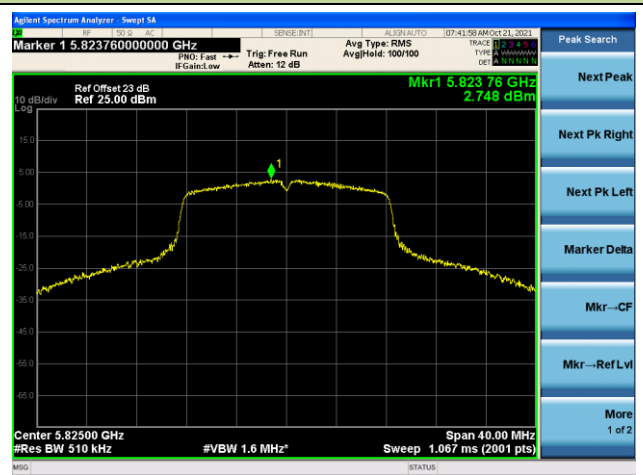 Agilent Spectrum Analyzer - Swept SA
RF 50 Ω AC SENSE:INT ALIGN AUTO 07:41:58 AM Oct 21, 2021
Marker 1 5.823760000000 GHz
PNO: Fast
IFGain:Low
Trig: Free Run
Atten: 12 dB
Avg Type: RMS
Avg|Hold: 100/100
TRACE 1 2 3 4 5 6
TYPE A WWWWW
DET A N N N N N
Peak Search
Next Peak
Next Pk Right
Next Pk Left
Marker Delta
Mkr→CF
Mkr→Ref Lvl
More
1 of 2
Ref Offset 23 dB
10 dB/div Ref 25.00 dBm
Log
Mkr1 5.823 76 GHz
2.748 dBm
15.0
5.00
-5.00
-15.0
-25.0
-35.0
-45.0
-55.0
-65.0
1
Center 5.82500 GHz Span 40.00 MHz
#Res BW 510 kHz #VBW 1.6 MHz* Sweep 1.067 ms (2001 pts)
MSG STATUS